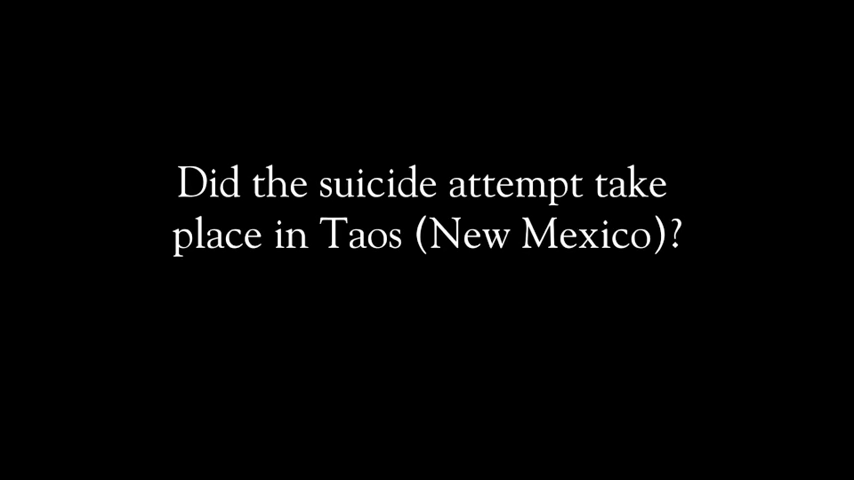 Did the suicide attempt take
place in Taos (New Mexico)?